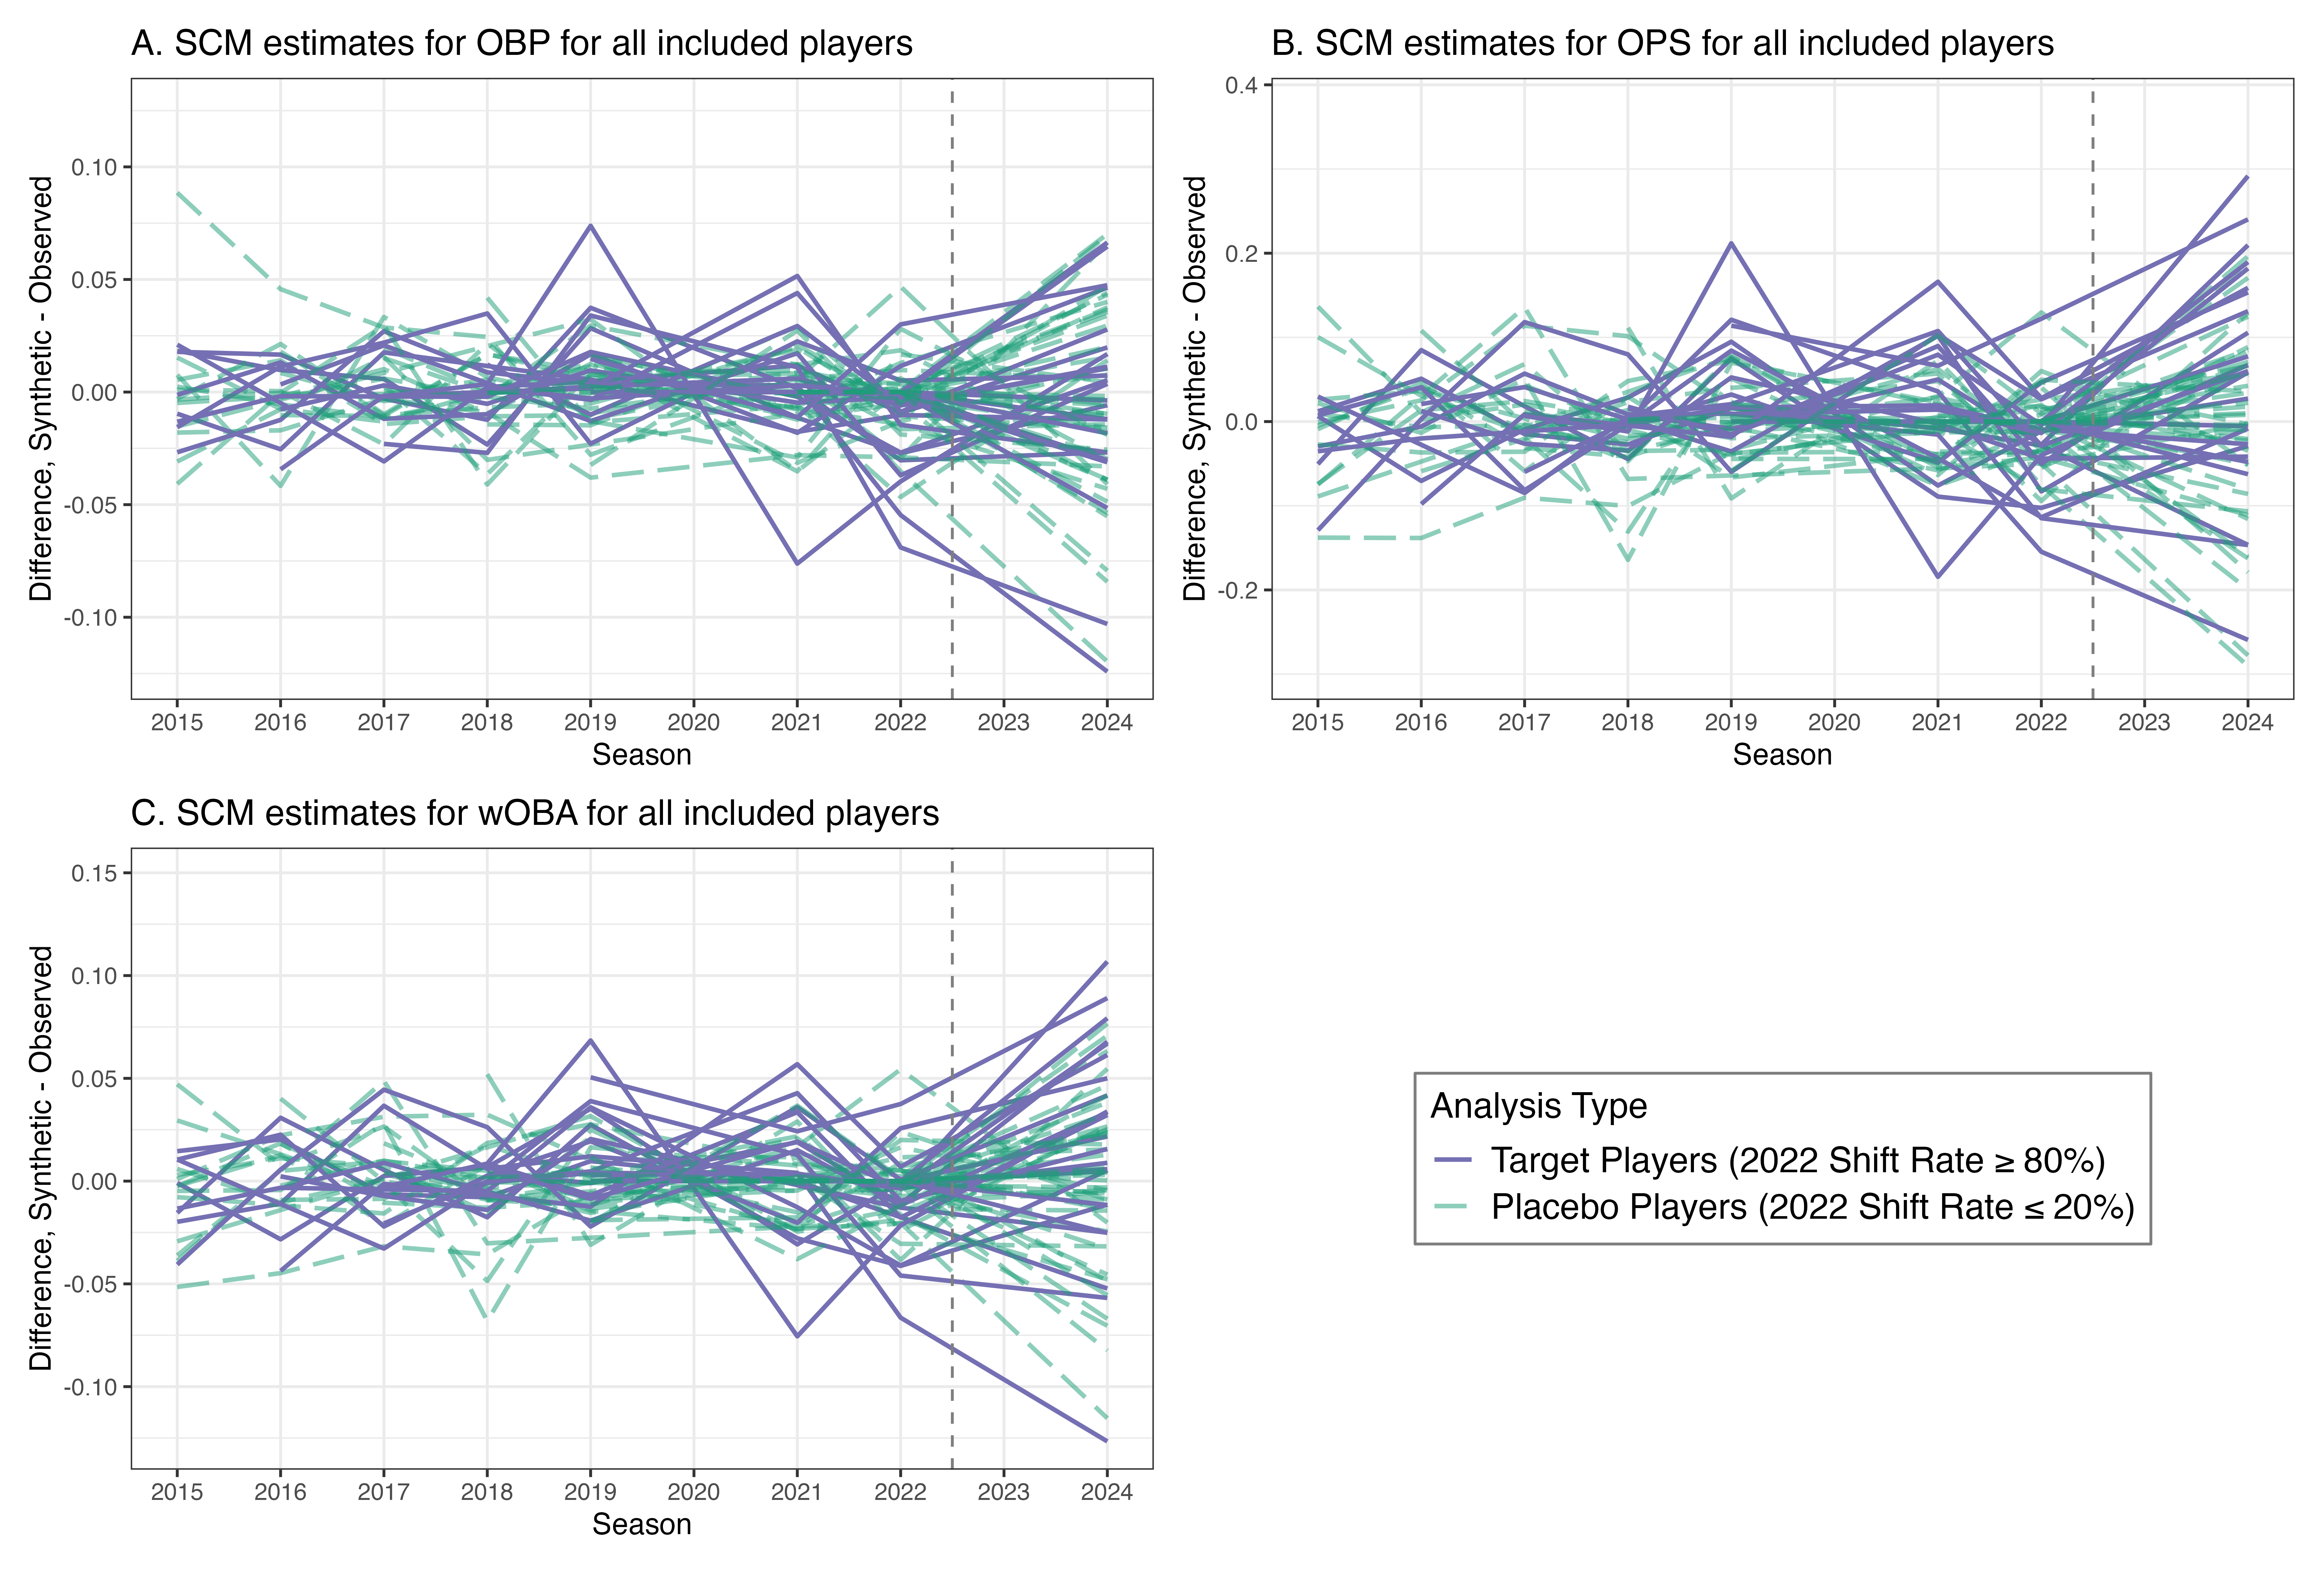 A. SCM estimates for OBP for all included players
Difference, Synthetic - Observed
0.10
0.05
0.00
-0.05
-0.10
2015 2016 2017 2018 2019 2020 2021 2022 2023 2024
Season
B. SCM estimates for OPS for all included players
Difference, Synthetic - Observed
0.4
0.2
0.0
-0.2
2015 2016 2017 2018 2019 2020 2021 2022 2023 2024
Season
C. SCM estimates for wOBA for all included players
Difference, Synthetic - Observed
0.15
0.10
0.05
0.00
-0.05
-0.10
2015 2016 2017 2018 2019 2020 2021 2022 2023 2024
Season
Analysis Type
Target Players (2022 Shift Rate ≥ 80%)
Placebo Players (2022 Shift Rate ≤ 20%)